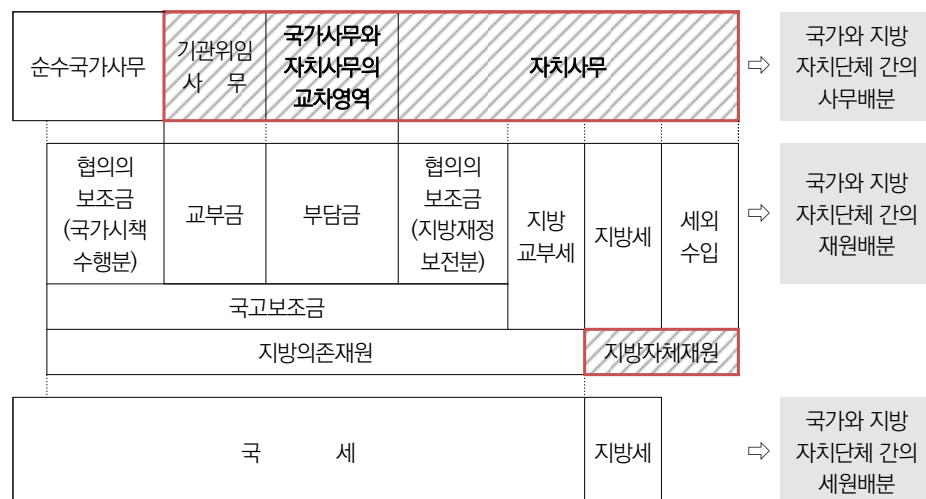 순수국가사무
기관위임
사 무
국가사무와
자치사무의
교차영역
자치사무
⇨
국가와 지방
자치단체 간의
사무배분
협의의
보조금
(국가시책
수행분)
교부금
부담금
협의의
보조금
(지방재정
보전분)
지방
교부세
지방세
세외
수입
⇨
국가와 지방
자치단체 간의
재원배분
국고보조금
지방의존재원
지방자체재원
국 세
지방세
⇨
국가와 지방
자치단체 간의
세원배분